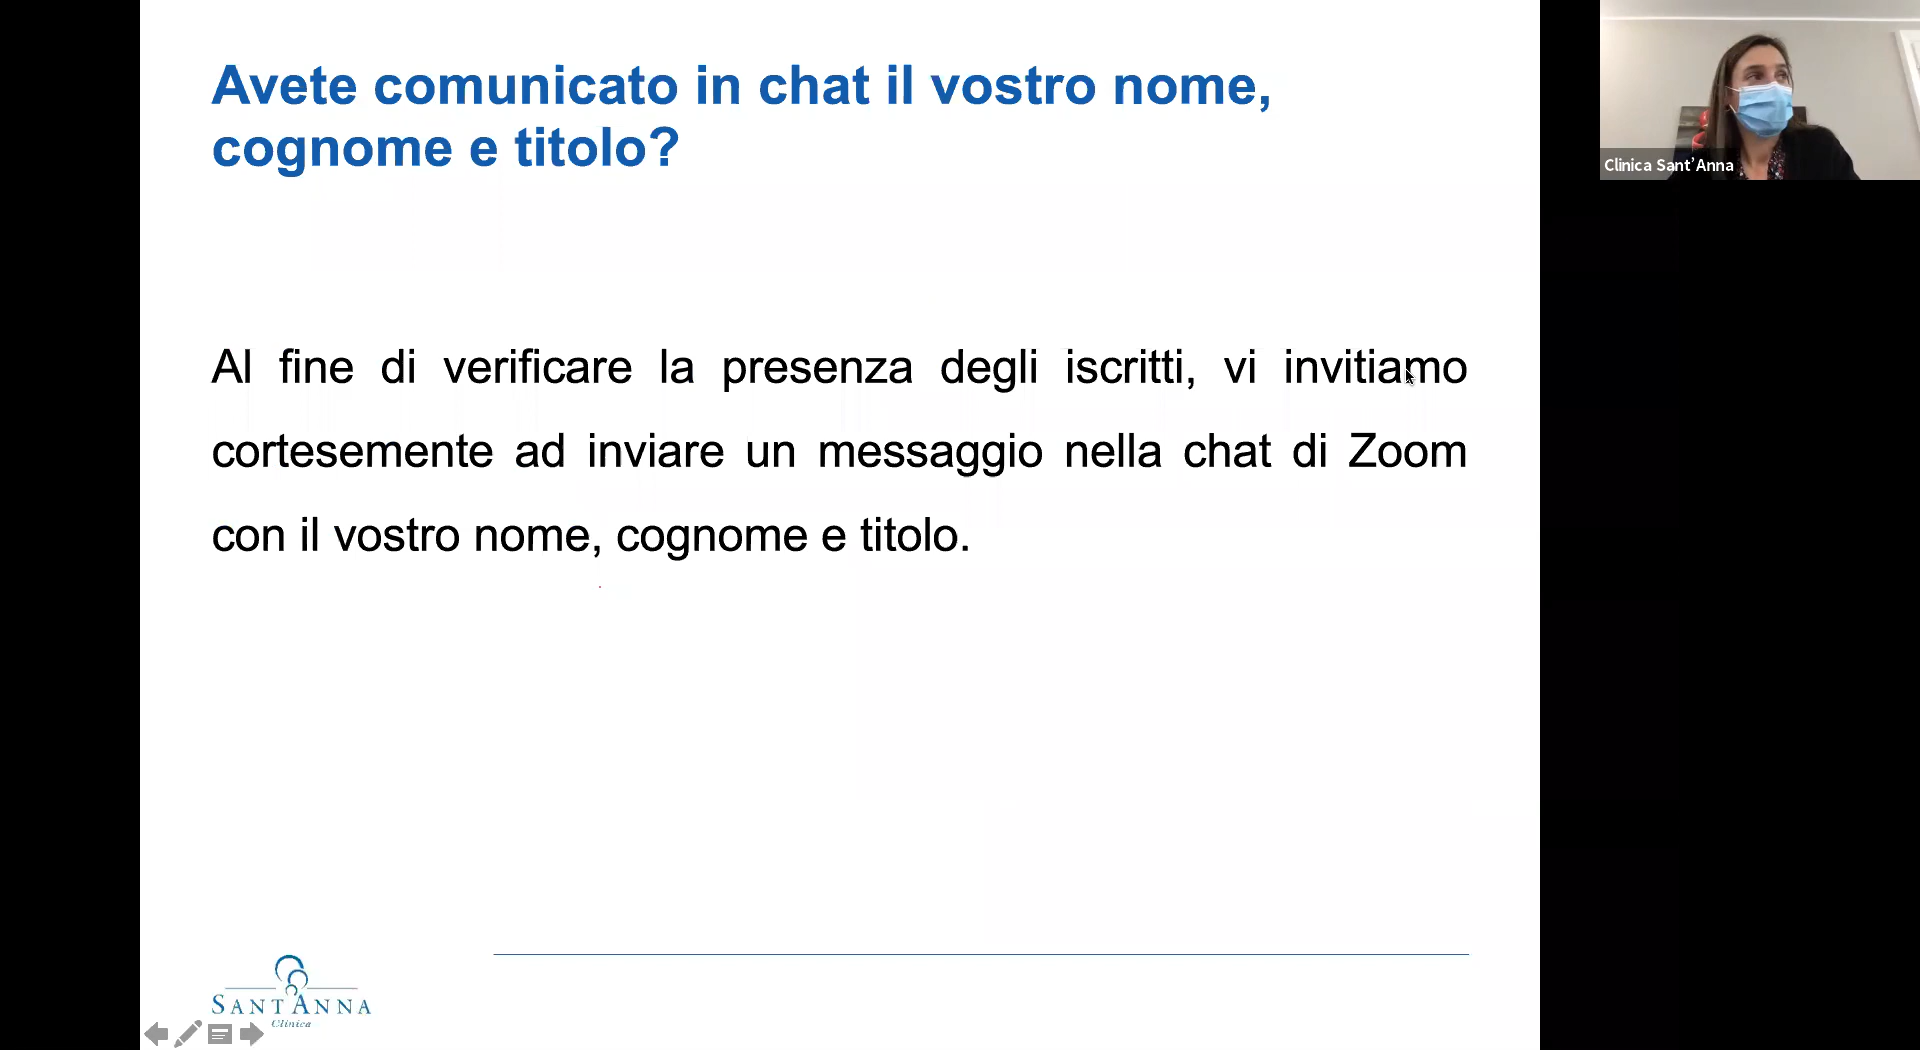 Avete comunicato in chat il vostro nome,
cognome e titolo?
Al fine di verificare la presenza degli iscritti, vi invitiamo
cortesemente ad inviare un messaggio nella chat di Zoom
con il vostro nome, cognome e titolo.
SANT'ANNA
Clinica
Clinica Sant'Anna